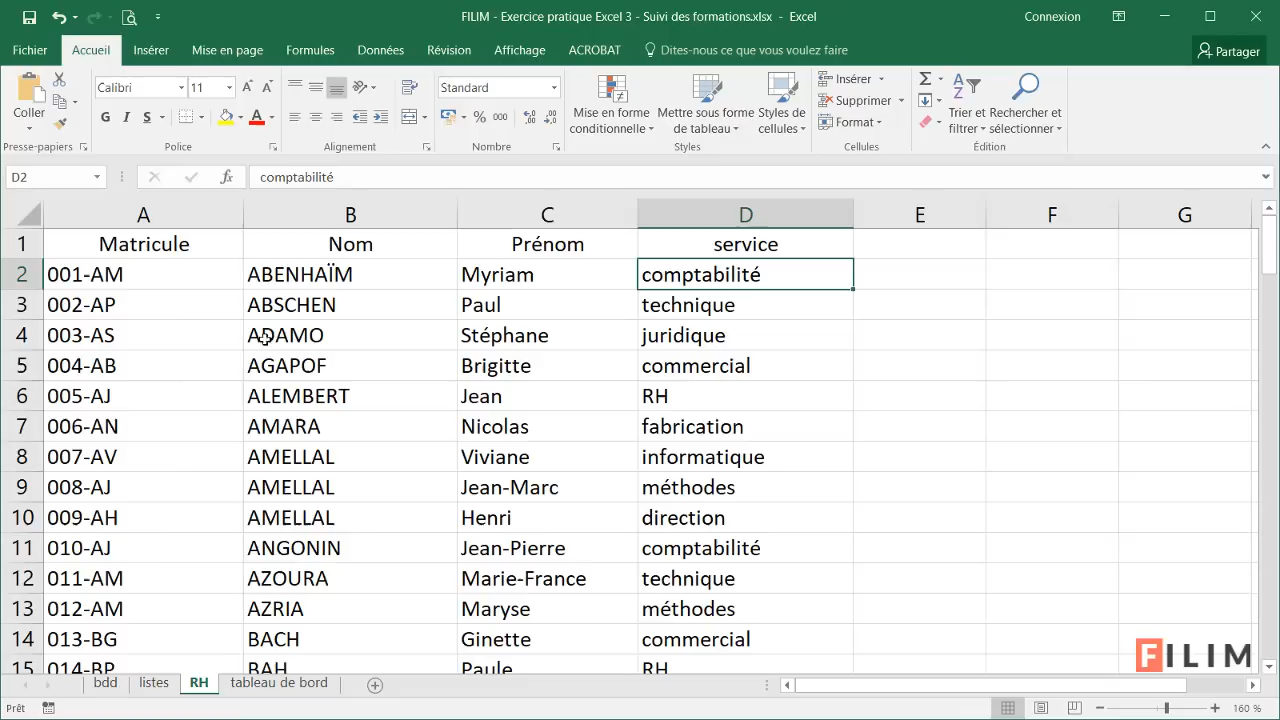 FILIM - Exercice pratique Excel 3 - Suivi des formations.xlsx - Excel
Connexion
Fichier Accueil Insérer Mise en page Formules Données Révision Affichage ACROBAT Dites-nous ce que vous voulez faire Partager
Coller
Calibri 11
G I S A
Standard
% 000
Mise en forme conditionnelle
Mettre sous forme de tableau
Styles de cellules
Insérer
Supprimer
Format
Trier et filtrer
Rechercher et sélectionner
Presse-papiers Police Alignement Nombre Styles Cellules Édition
D2 fx comptabilité
A B C D E F G
1 Matricule Nom Prénom service
2 001-AM ABENHAÏM Myriam comptabilité
3 002-AP ABSCHEN Paul technique
4 003-AS ADAMO Stéphane juridique
5 004-AB AGAPOF Brigitte commercial
6 005-AJ ALEMBERT Jean RH
7 006-AN AMARA Nicolas fabrication
8 007-AV AMELLAL Viviane informatique
9 008-AJ AMELLAL Jean-Marc méthodes
10 009-AH AMELLAL Henri direction
11 010-AJ ANGONIN Jean-Pierre comptabilité
12 011-AM AZOURA Marie-France technique
13 012-AM AZRIA Maryse méthodes
14 013-BG BACH Ginette commercial
15 014-BP BAH Paule RH
FILIM
bdd listes RH tableau de bord
Prêt 160 %